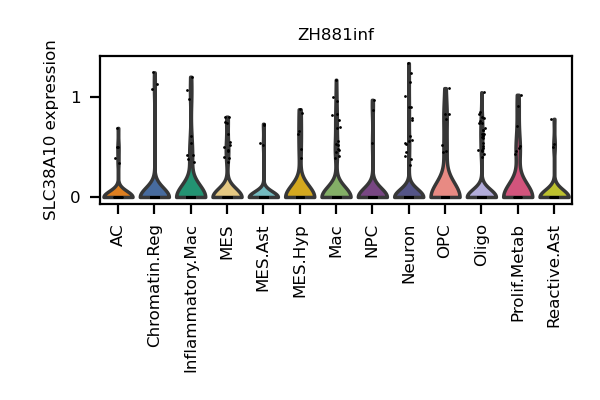 ZH881inf
SLC38A10 expression
1
0
AC
Chromatin.Reg
Inflammatory.Mac
MES
MES.Ast
MES.Hyp
Mac
NPC
Neuron
OPC
Oligo
Prolif.Metab
Reactive.Ast